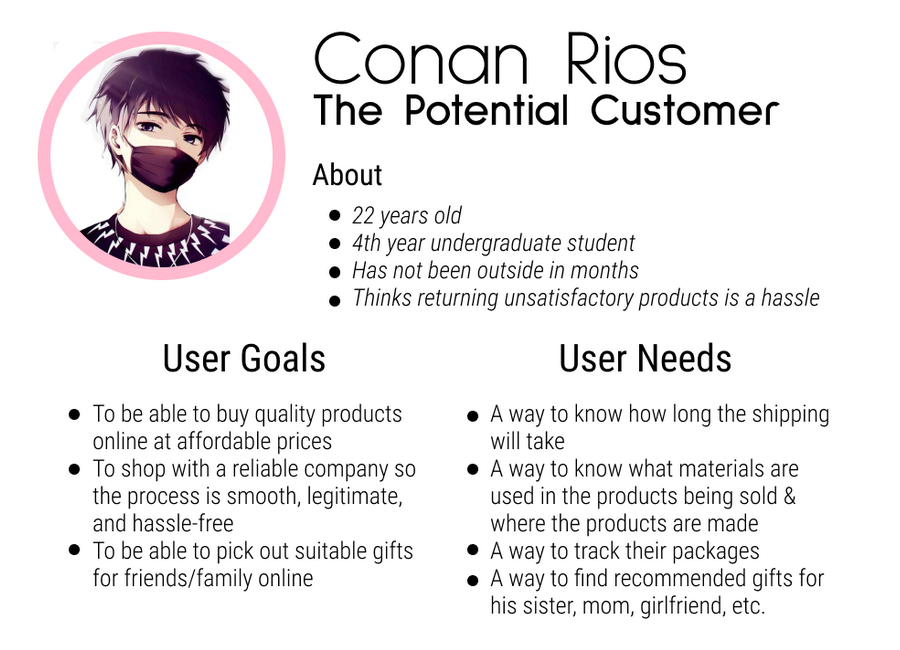 Conan Rios
The Potential Customer
About
● 22 years old
● 4th year undergraduate student
● Has not been outside in months
● Thinks returning unsatisfactory products is a hassle
User Goals
● To be able to buy quality products
online at affordable prices
● To shop with a reliable company so
the process is smooth, legitimate,
and hassle-free
● To be able to pick out suitable gifts
for friends/family online
User Needs
● A way to know how long the shipping
will take
● A way to know what materials are
used in the products being sold &
where the products are made
● A way to track their packages
● A way to find recommended gifts for
his sister, mom, girlfriend, etc.